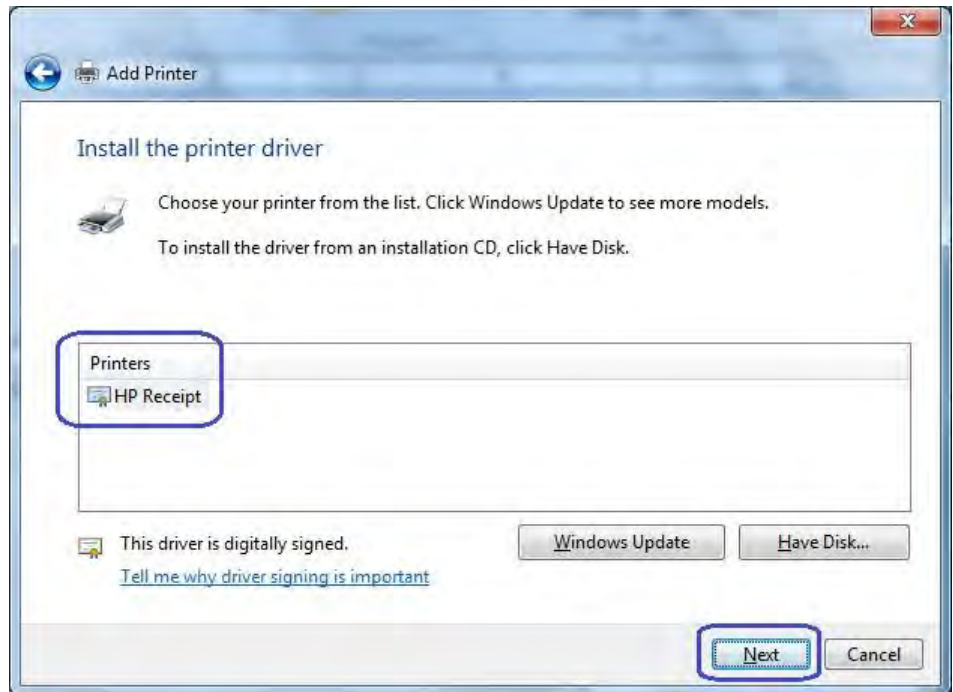 Add Printer
Install the printer driver
Choose your printer from the list. Click Windows Update to see more models.
To install the driver from an installation CD, click Have Disk.
Printers
HP Receipt
This driver is digitally signed.
Windows Update
Have Disk...
Tell me why driver signing is important
Next
Cancel